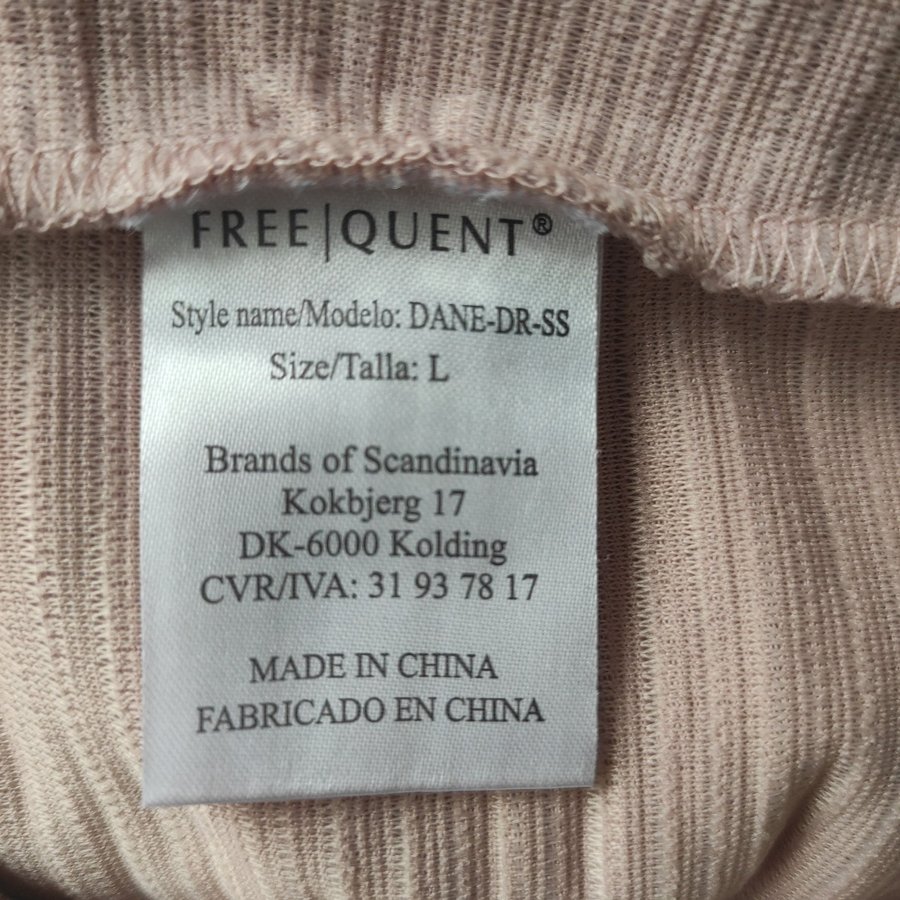 FREE|QUENT®
Style name/Modelo: DANE-DR-SS
Size/Talla: L
Brands of Scandinavia
Kokbjerg 17
DK-6000 Kolding
CVR/IVA: 31 93 78 17
MADE IN CHINA
FABRICADO EN CHINA